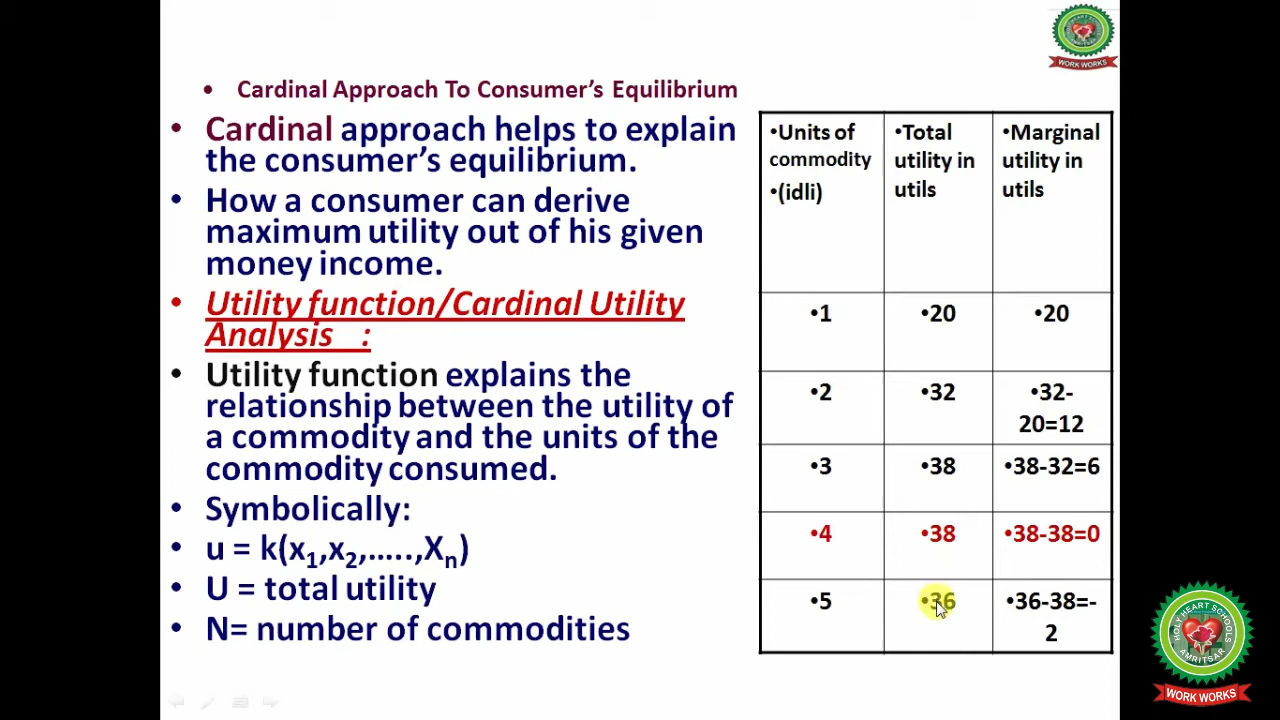 • Cardinal Approach To Consumer's Equilibrium
• Cardinal approach helps to explain
the consumer's equilibrium.
• How a consumer can derive
maximum utility out of his given
money income.
• Utility function/Cardinal Utility
Analysis :
• Utility function explains the
relationship between the utility of
a commodity and the units of the
commodity consumed.
• Symbolically:
• u = k(x1,x2,…..,Xn)
• U = total utility
• N= number of commodities
•Units of
commodity
•(idli)
•Total
utility in
utils
•Marginal
utility in
utils
•1
•20
•20
•2
•32
•32-
20=12
•3
•38
•38-32=6
•4
•38
•38-38=0
•5
•36
•36-38=-
2
WORK WORKS
HOLY HEART SCHOOLS
AMRITSAR
WORK WORKS